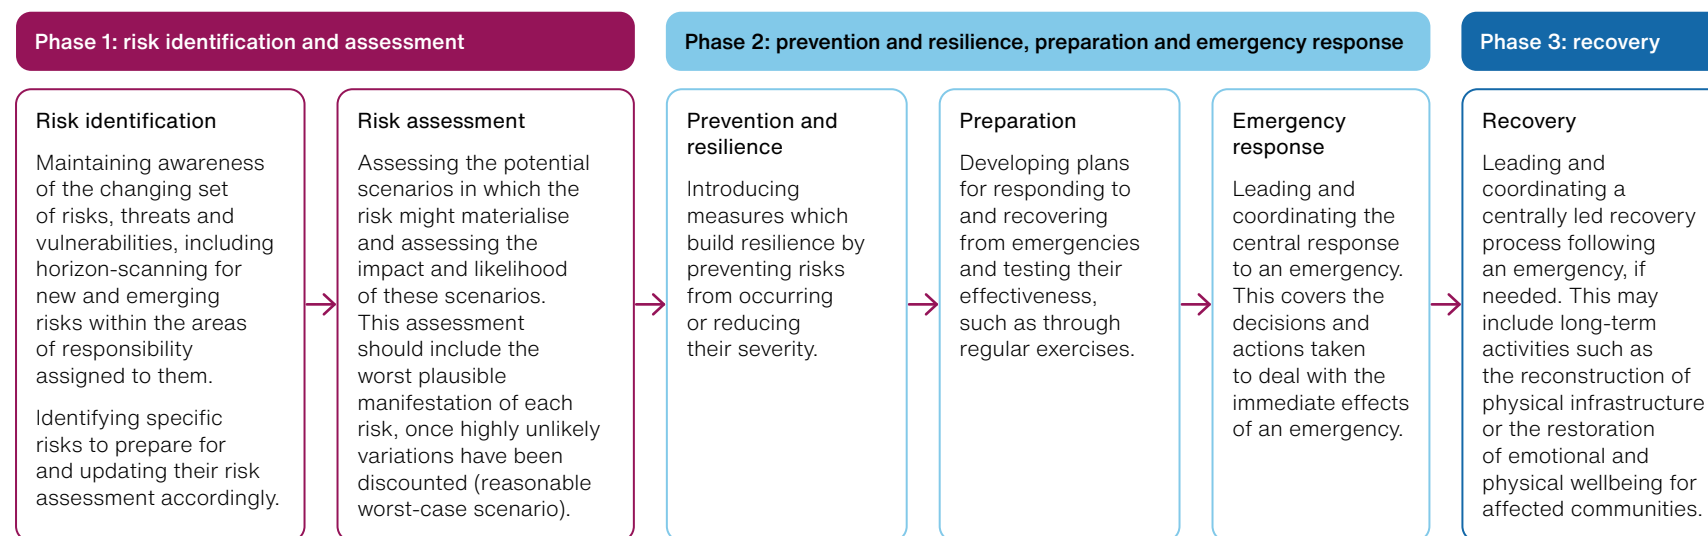 Phase 1: risk identification and assessment
Phase 2: prevention and resilience, preparation and emergency response
Phase 3: recovery
Risk identification
Maintaining awareness
of the changing set
of risks, threats and
vulnerabilities, including
horizon-scanning for
new and emerging
risks within the areas
of responsibility
assigned to them.
Identifying specific
risks to prepare for
and updating their risk
assessment accordingly.
Risk assessment
Assessing the potential
scenarios in which the
risk might materialise
and assessing the
impact and likelihood
of these scenarios.
This assessment
should include the
worst plausible
manifestation of each
risk, once highly unlikely
variations have been
discounted (reasonable
worst-case scenario).
Prevention and
resilience
Introducing
measures which
build resilience by
preventing risks
from occurring
or reducing
their severity.
Preparation
Developing plans
for responding to
and recovering
from emergencies
and testing their
effectiveness,
such as through
regular exercises.
Emergency
response
Leading and
coordinating the
central response
to an emergency.
This covers the
decisions and
actions taken
to deal with the
immediate effects
of an emergency.
Recovery
Leading and
coordinating a
centrally led recovery
process following
an emergency, if
needed. This may
include long-term
activities such as
the reconstruction of
physical infrastructure
or the restoration
of emotional and
physical wellbeing for
affected communities.